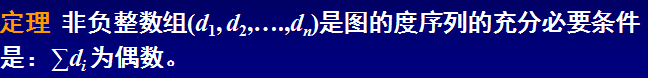 定理 非负整数组(d1, d2,….,dn)是图的度序列的充分必要条件
是：∑di为偶数。